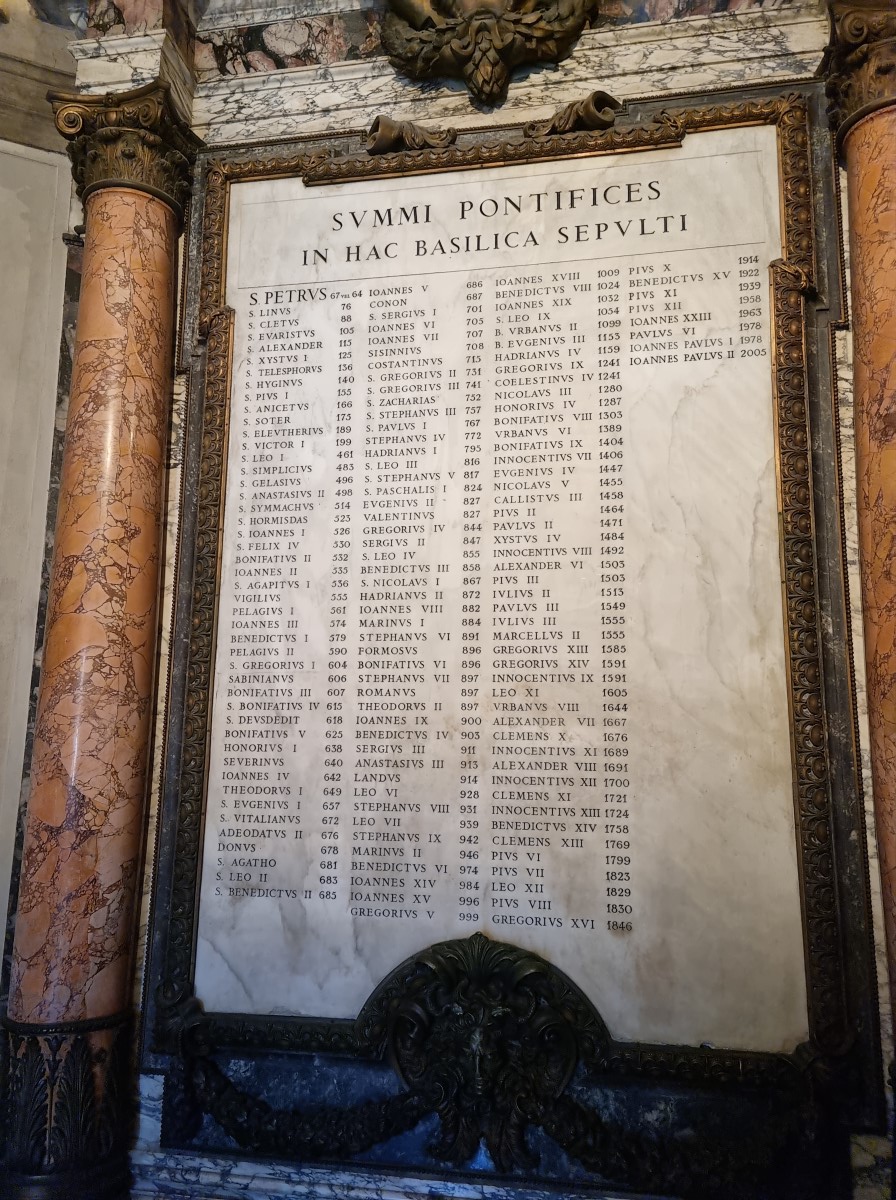 SVMMI PONTIFICES
IN HAC BASILICA SEPVLTI
S. PETRVS 67 vel 64
S. LINVS 76
S. CLETVS 88
S. EVARISTVS 105
S. ALEXANDER 115
S. XYSTVS I 125
S. TELESPHORVS 136
S. HYGINVS 140
S. PIVS I 155
S. ANICETVS 166
S. SOTER 175
S. ELEVTHERIVS 189
S. VICTOR I 199
S. LEO I 461
S. SIMPLICIVS 483
S. GELASIVS 496
S. ANASTASIVS II 498
S. SYMMACHVS 514
S. HORMISDAS 523
S. IOANNES I 526
S. FELIX IV 530
BONIFATIVS II 532
IOANNES II 535
S. AGAPITVS I 536
VIGILIVS 555
PELAGIVS I 561
IOANNES III 574
BENEDICTVS I 579
PELAGIVS II 590
S. GREGORIVS I 604
SABINIANVS 606
BONIFATIVS III 607
S. BONIFATIVS IV 615
S. DEVSDEDIT 618
BONIFATIVS V 625
HONORIVS I 638
SEVERINVS 640
IOANNES IV 642
THEODORVS I 649
S. EVGENIVS I 657
S. VITALIANVS 672
ADEODATVS II 676
DONVS 678
S. AGATHO 681
S. LEO II 683
S. BENEDICTVS II 685
IOANNES V 686
CONON 687
S. SERGIVS I 701
IOANNES VI 705
IOANNES VII 707
SISINNIVS 708
COSTANTINVS 715
S. GREGORIVS II 731
S. GREGORIVS III 741
S. ZACHARIAS 752
S. STEPHANVS III 757
S. PAVLVS I 767
STEPHANVS IV 772
HADRIANVS I 795
S. LEO III 816
S. STEPHANVS V 817
S. PASCHALIS I 824
EVGENIVS II 827
VALENTINVS 827
GREGORIVS IV 844
SERGIVS II 847
S. LEO IV 855
BENEDICTVS III 858
S. NICOLAVS I 867
HADRIANVS II 872
IOANNES VIII 882
MARINVS I 884
STEPHANVS VI 891
FORMOSVS 896
BONIFATIVS VI 896
STEPHANVS VII 897
ROMANVS 897
THEODORVS II 897
IOANNES IX 900
BENEDICTVS IV 903
SERGIVS III 911
ANASTASIVS III 913
LANDVS 914
LEO VI 928
STEPHANVS VIII 931
LEO VII 939
STEPHANVS IX 942
MARINVS II 946
BENEDICTVS VI 974
IOANNES XIV 984
IOANNES XV 996
GREGORIVS V 999
IOANNES XVIII 1009
BENEDICTVS VIII 1024
IOANNES XIX 1032
S. LEO IX 1054
B. VRBANVS II 1099
B. EVGENIVS III 1153
HADRIANVS IV 1159
GREGORIVS IX 1241
COELESTINVS IV 1241
NICOLAVS III 1280
HONORIVS IV 1287
BONIFATIVS VIII 1303
VRBANVS VI 1389
BONIFATIVS IX 1404
INNOCENTIVS VII 1406
EVGENIVS IV 1447
NICOLAVS V 1455
CALLISTVS III 1458
PIVS II 1464
PAVLVS II 1471
XYSTVS IV 1484
INNOCENTIVS VIII 1492
ALEXANDER VI 1503
PIVS III 1503
IVLIVS II 1513
PAVLVS III 1549
IVLIVS III 1555
MARCELLVS II 1555
GREGORIVS XIII 1585
GREGORIVS XIV 1591
INNOCENTIVS IX 1591
LEO XI 1605
VRBANVS VIII 1644
ALEXANDER VII 1667
CLEMENS X 1676
INNOCENTIVS XI 1689
ALEXANDER VIII 1691
INNOCENTIVS XII 1700
CLEMENS XI 1721
INNOCENTIVS XIII 1724
BENEDICTVS XIV 1758
CLEMENS XIII 1769
PIVS VI 1799
PIVS VII 1823
LEO XII 1829
PIVS VIII 1830
GREGORIVS XVI 1846
PIVS X 1914
BENEDICTVS XV 1922
PIVS XI 1939
PIVS XII 1958
IOANNES XXIII 1963
PAVLVS VI 1978
IOANNES PAVLVS I 1978
IOANNES PAVLVS II 2005